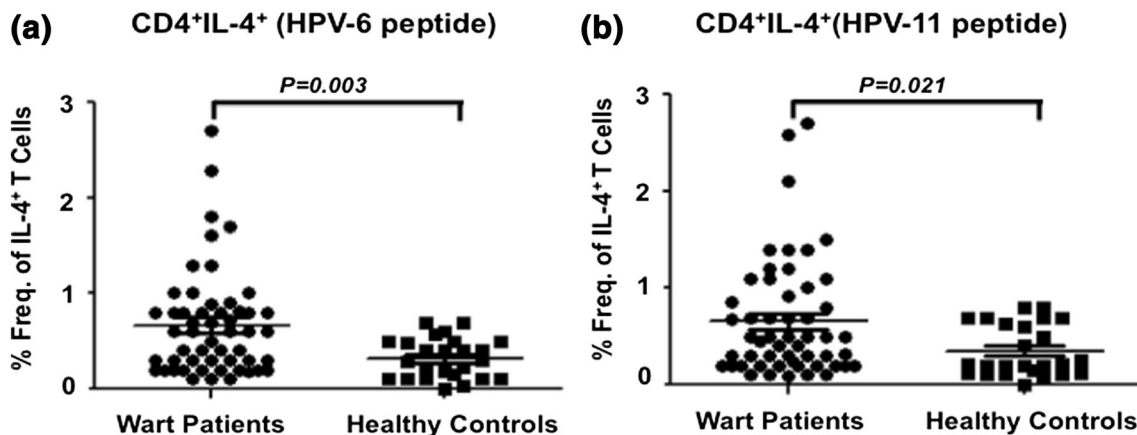 (a) CD4⁺IL-4⁺ (HPV-6 peptide)
P=0.003
% Freq. of IL-4⁺ T Cells
3
2
1
0
Wart Patients Healthy Controls
(b) CD4⁺IL-4⁺(HPV-11 peptide)
P=0.021
% Freq. of IL-4⁺ T Cells
3
2
1
0
Wart Patients Healthy Controls